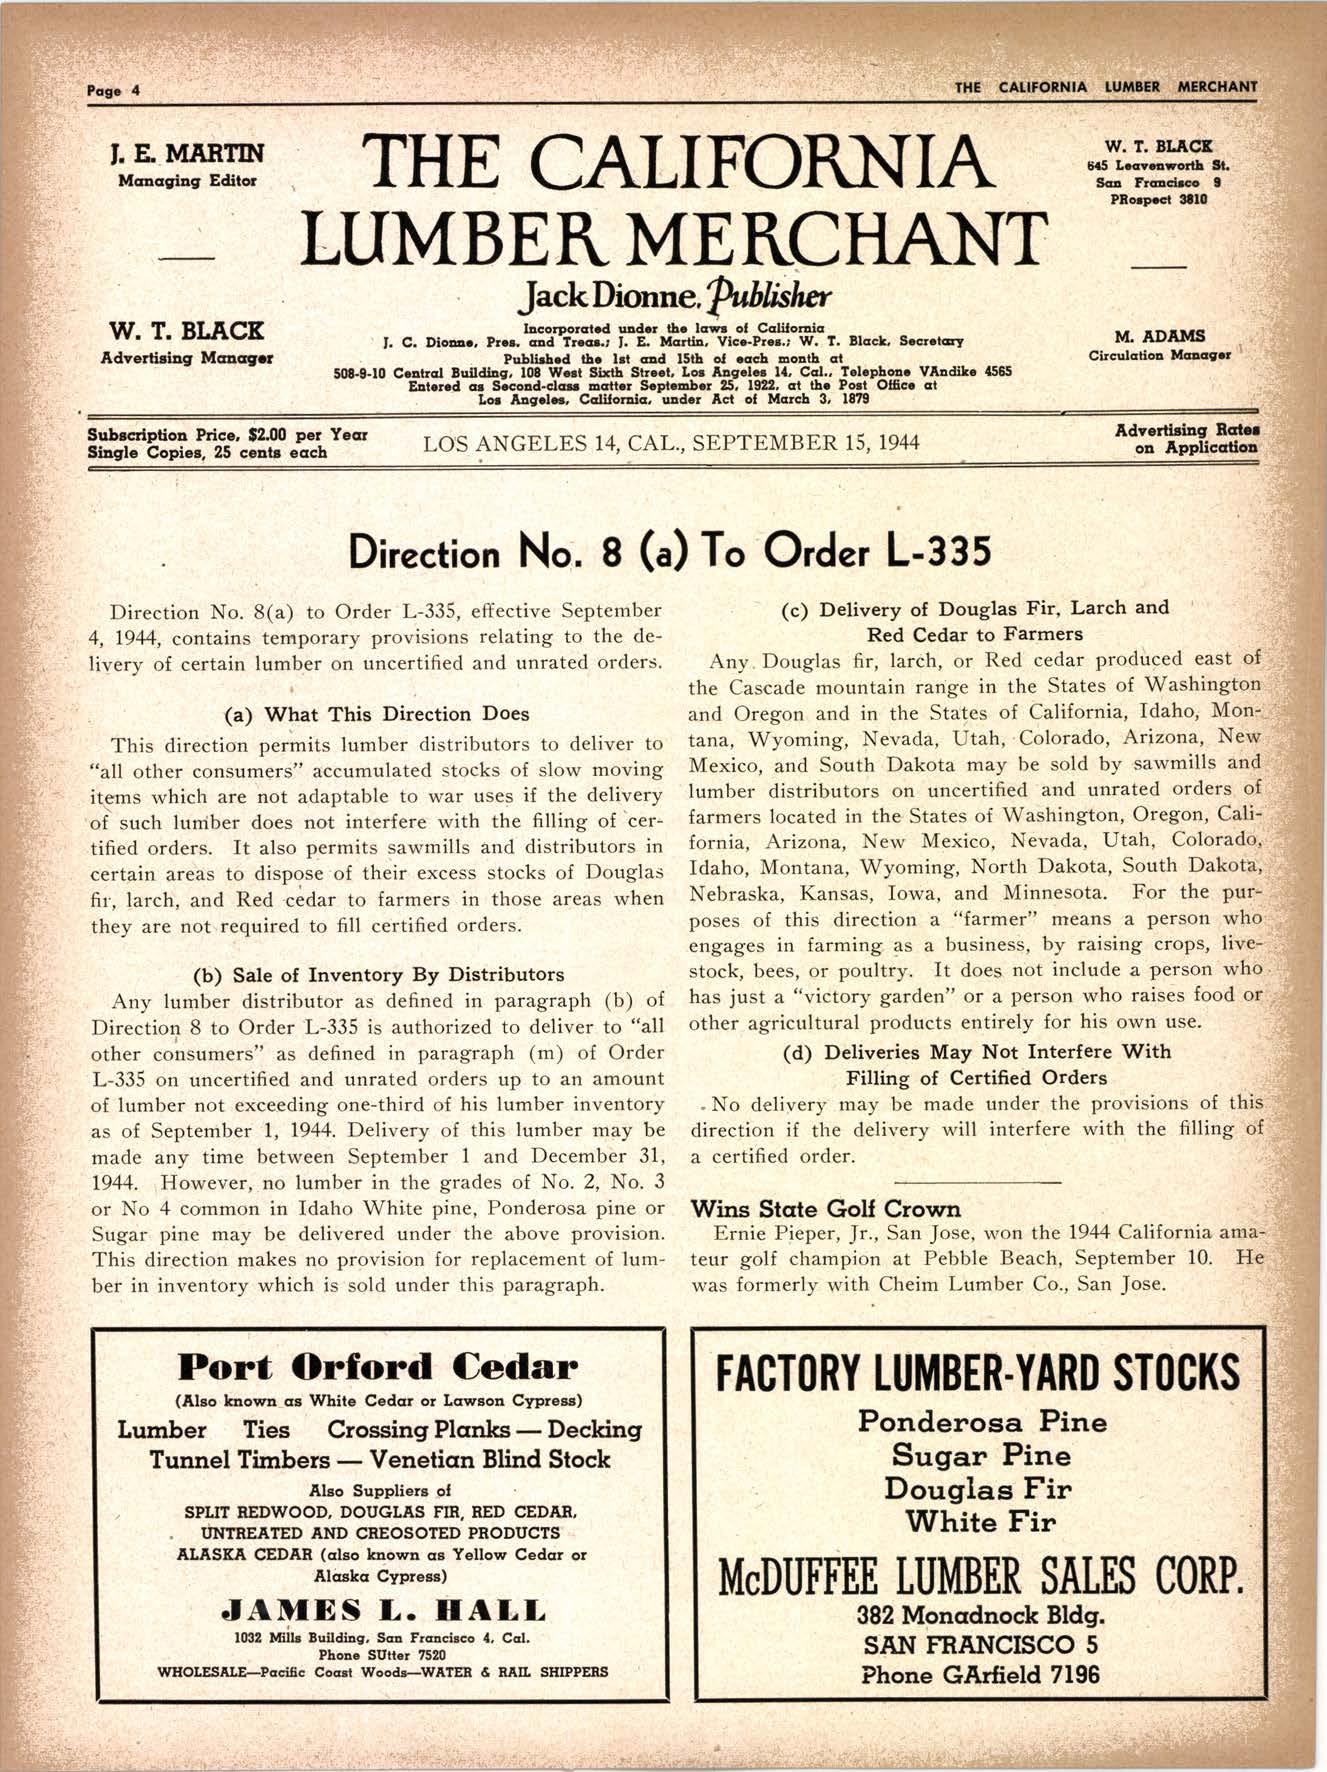 Page 4
THE CALIFORNIA LUMBER MERCHANT
J. E. MARTIN
Managing Editor
W. T. BLACK
Advertising Manager
THE CALIFORNIA
LUMBER MERCHANT
Jack Dionne, Publisher
Incorporated under the laws of California
J. C. Dionne, Pres. and Treas.; J. E. Martin, Vice-Pres.; W. T. Black, Secretary
Published the 1st and 15th of each month at
508-9-10 Central Building, 108 West Sixth Street, Los Angeles 14, Cal., Telephone VAndike 4565
Entered as Second-class matter September 25, 1922, at the Post Office at
Los Angeles, California, under Act of March 3, 1879
W. T. BLACK
645 Leavenworth St.
San Francisco 9
PRospect 3810
M. ADAMS
Circulation Manager
Subscription Price, $2.00 per Year
Single Copies, 25 cents each
LOS ANGELES 14, CAL., SEPTEMBER 15, 1944
Advertising Rates
on Application
Direction No. 8 (a) To Order L-335
Direction No. 8(a) to Order L-335, effective September
4, 1944, contains temporary provisions relating to the de-
livery of certain lumber on uncertified and unrated orders.
(a) What This Direction Does
This direction permits lumber distributors to deliver to
“all other consumers” accumulated stocks of slow moving
items which are not adaptable to war uses if the delivery
of such lumber does not interfere with the filling of cer-
tified orders. It also permits sawmills and distributors in
certain areas to dispose of their excess stocks of Douglas
fir, larch, and Red cedar to farmers in those areas when
they are not required to fill certified orders.
(b) Sale of Inventory By Distributors
Any lumber distributor as defined in paragraph (b) of
Direction 8 to Order L-335 is authorized to deliver to “all
other consumers” as defined in paragraph (m) of Order
L-335 on uncertified and unrated orders up to an amount
of lumber not exceeding one-third of his lumber inventory
as of September 1, 1944. Delivery of this lumber may be
made any time between September 1 and December 31,
1944. However, no lumber in the grades of No. 2, No. 3
or No 4 common in Idaho White pine, Ponderosa pine or
Sugar pine may be delivered under the above provision.
This direction makes no provision for replacement of lum-
ber in inventory which is sold under this paragraph.
(c) Delivery of Douglas Fir, Larch and
Red Cedar to Farmers
Any Douglas fir, larch, or Red cedar produced east of
the Cascade mountain range in the States of Washington
and Oregon and in the States of California, Idaho, Mon-
tana, Wyoming, Nevada, Utah, Colorado, Arizona, New
Mexico, and South Dakota may be sold by sawmills and
lumber distributors on uncertified and unrated orders of
farmers located in the States of Washington, Oregon, Cali-
fornia, Arizona, New Mexico, Nevada, Utah, Colorado,
Idaho, Montana, Wyoming, North Dakota, South Dakota,
Nebraska, Kansas, Iowa, and Minnesota. For the pur-
poses of this direction a “farmer” means a person who
engages in farming as a business, by raising crops, live-
stock, bees, or poultry. It does not include a person who
has just a “victory garden” or a person who raises food or
other agricultural products entirely for his own use.
(d) Deliveries May Not Interfere With
Filling of Certified Orders
No delivery may be made under the provisions of this
direction if the delivery will interfere with the filling of
a certified order.
Wins State Golf Crown
Ernie Pieper, Jr., San Jose, won the 1944 California ama-
teur golf champion at Pebble Beach, September 10. He
was formerly with Cheim Lumber Co., San Jose.
Port Orford Cedar
(Also known as White Cedar or Lawson Cypress)
Lumber Ties Crossing Planks — Decking
Tunnel Timbers — Venetian Blind Stock
Also Suppliers of
SPLIT REDWOOD, DOUGLAS FIR, RED CEDAR,
UNTREATED AND CREOSOTED PRODUCTS
ALASKA CEDAR (also known as Yellow Cedar or
Alaska Cypress)
JAMES L. HALL
1032 Mills Building, San Francisco 4, Cal.
Phone SUtter 7520
WHOLESALE—Pacific Coast Woods—WATER & RAIL SHIPPERS
FACTORY LUMBER-YARD STOCKS
Ponderosa Pine
Sugar Pine
Douglas Fir
White Fir
McDUFFEE LUMBER SALES CORP.
382 Monadnock Bldg.
SAN FRANCISCO 5
Phone GArfield 7196